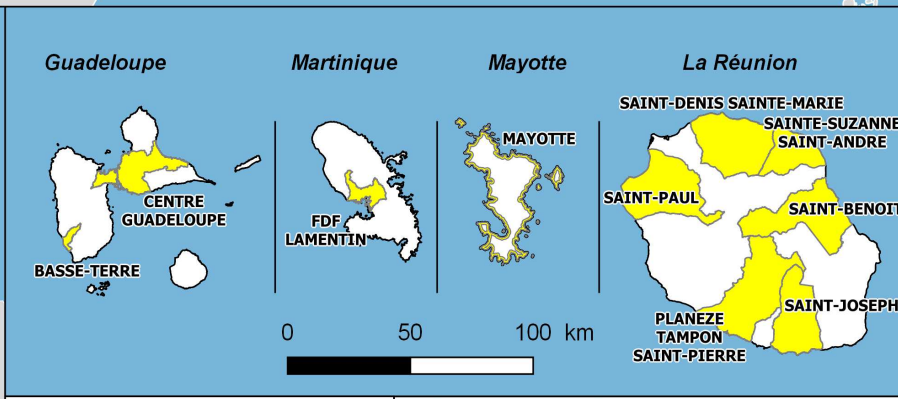 Guadeloupe
Martinique
Mayotte
La Réunion
CENTRE
GUADELOUPE
BASSE-TERRE
FDF
LAMENTIN
MAYOTTE
SAINT-DENIS SAINTE-MARIE
SAINTE-SUZANNE
SAINT-ANDRE
SAINT-PAUL
SAINT-BENOIT
SAINT-JOSEPH
PLANEZE
TAMPON
SAINT-PIERRE
0 50 100 km